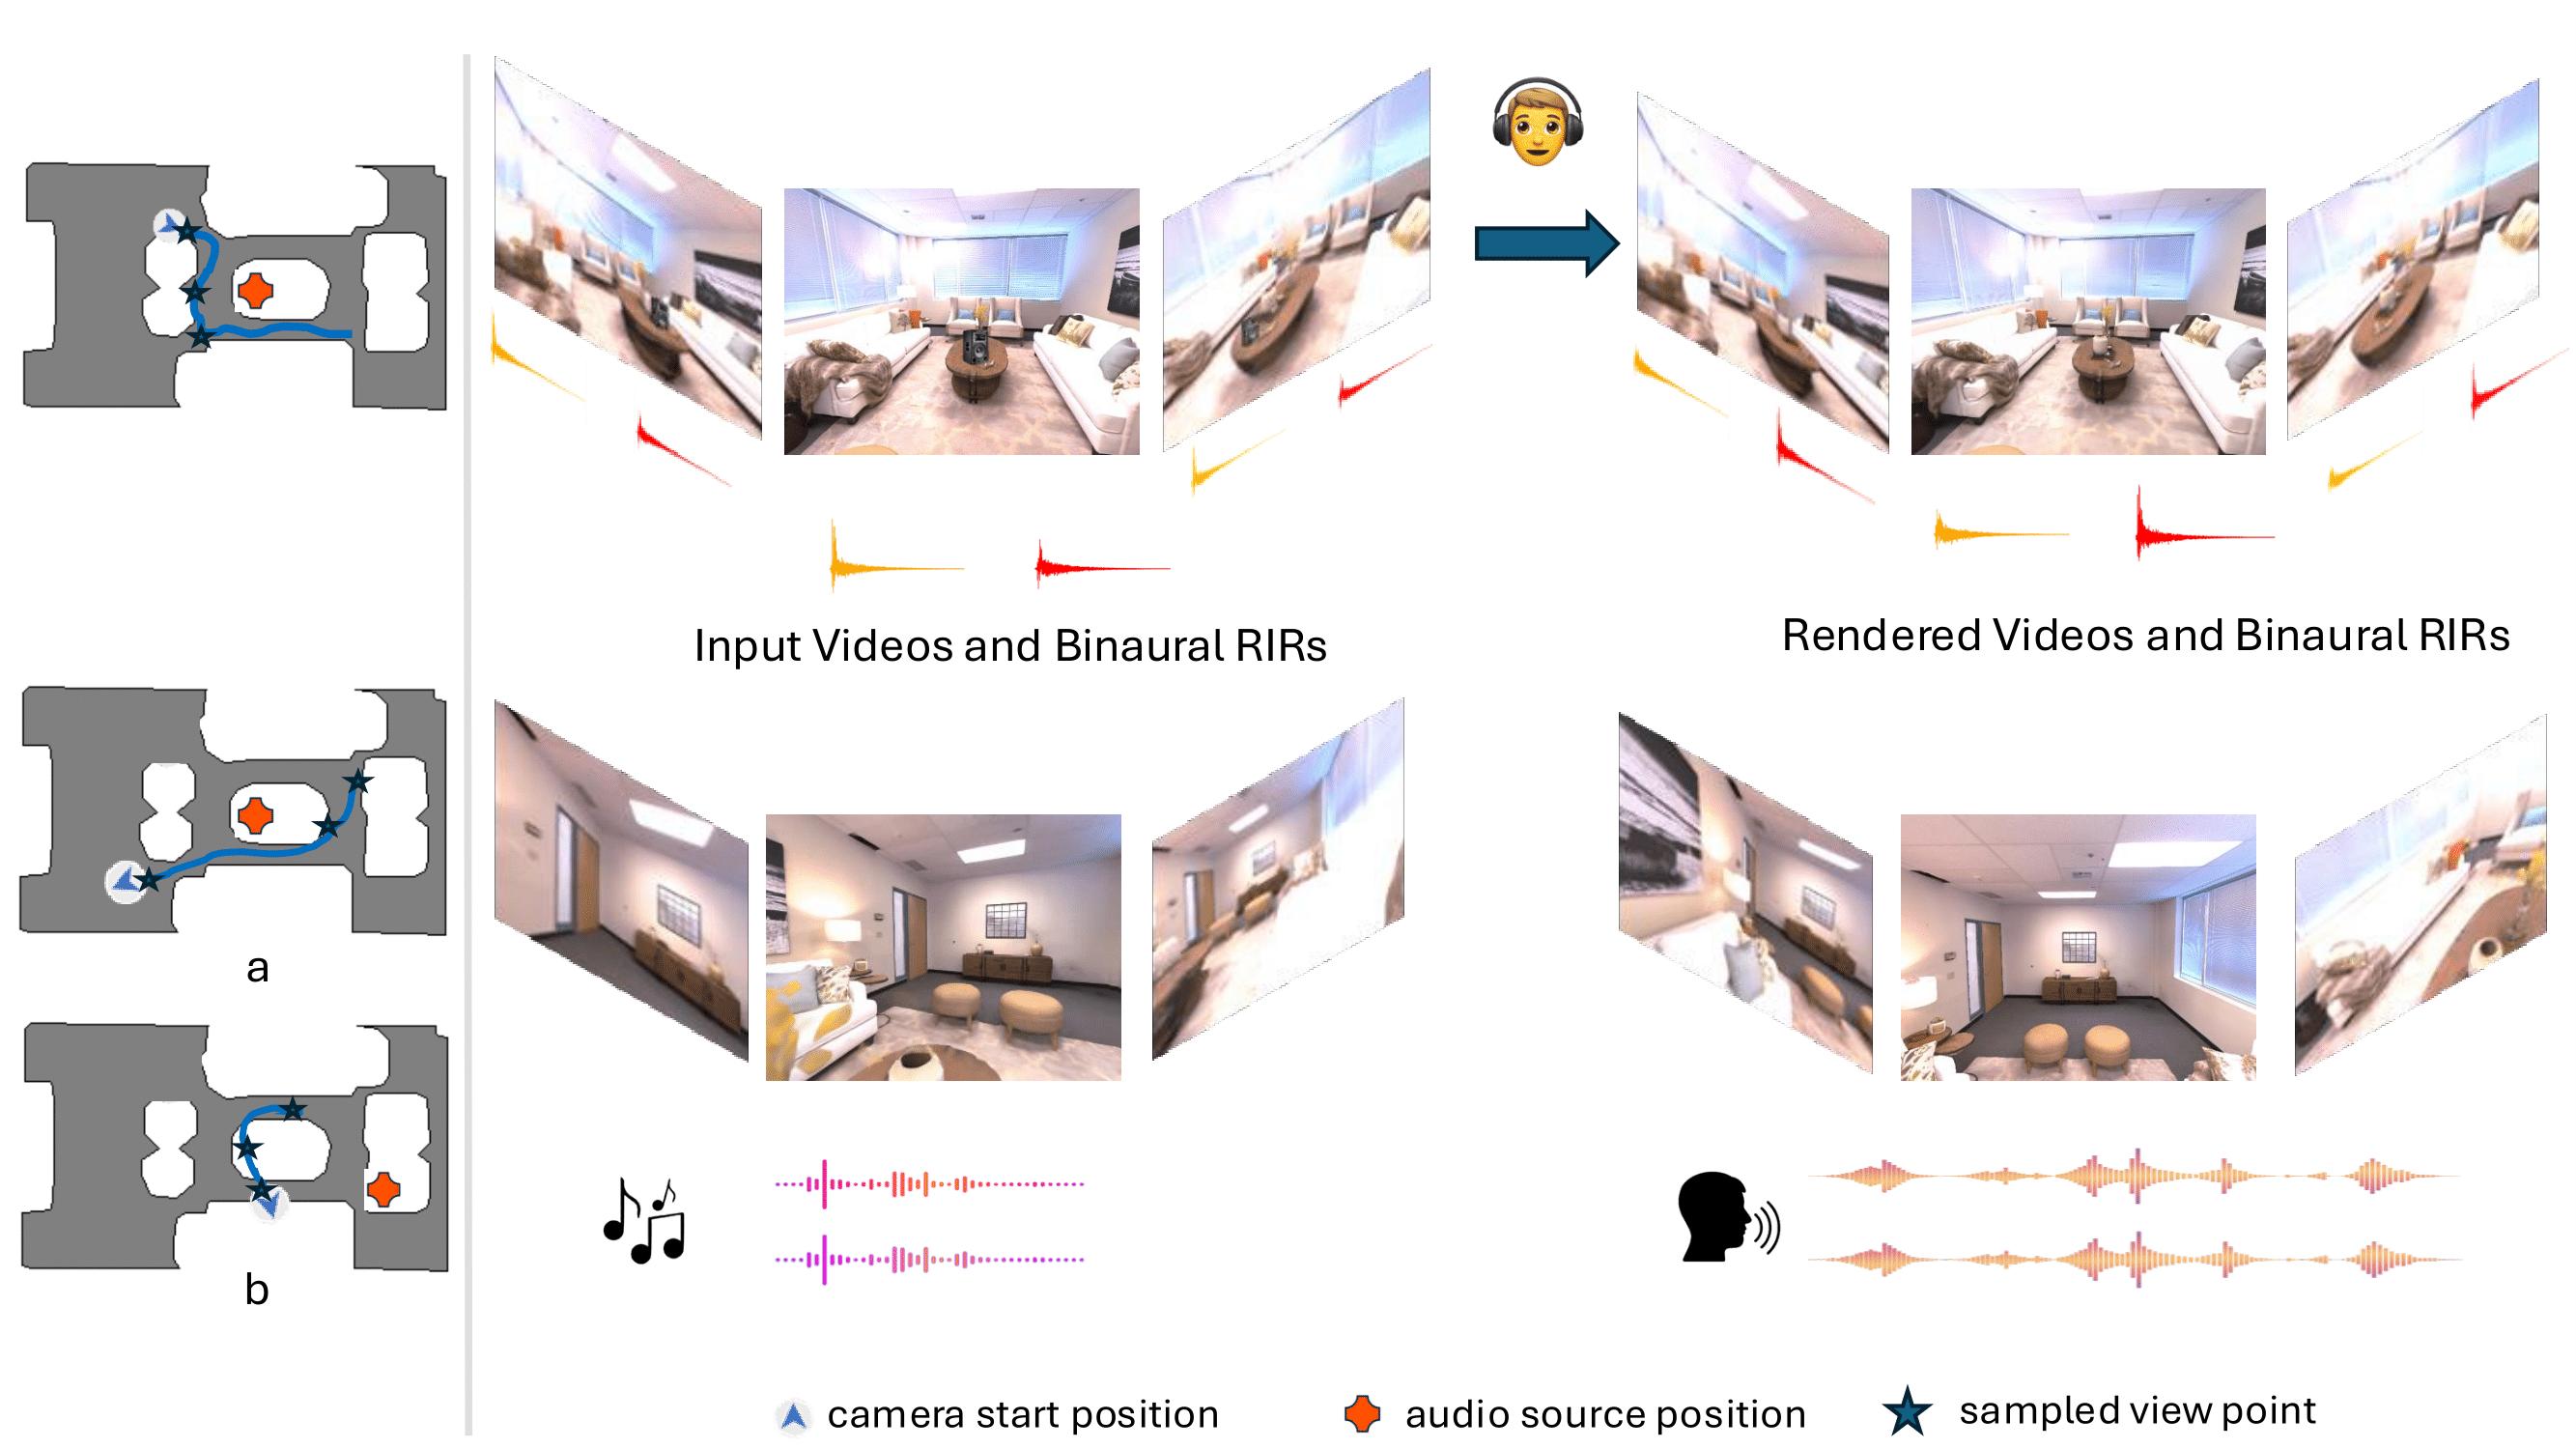 Input Videos and Binaural RIRs
Rendered Videos and Binaural RIRs
a
b
camera start position
audio source position
sampled view point